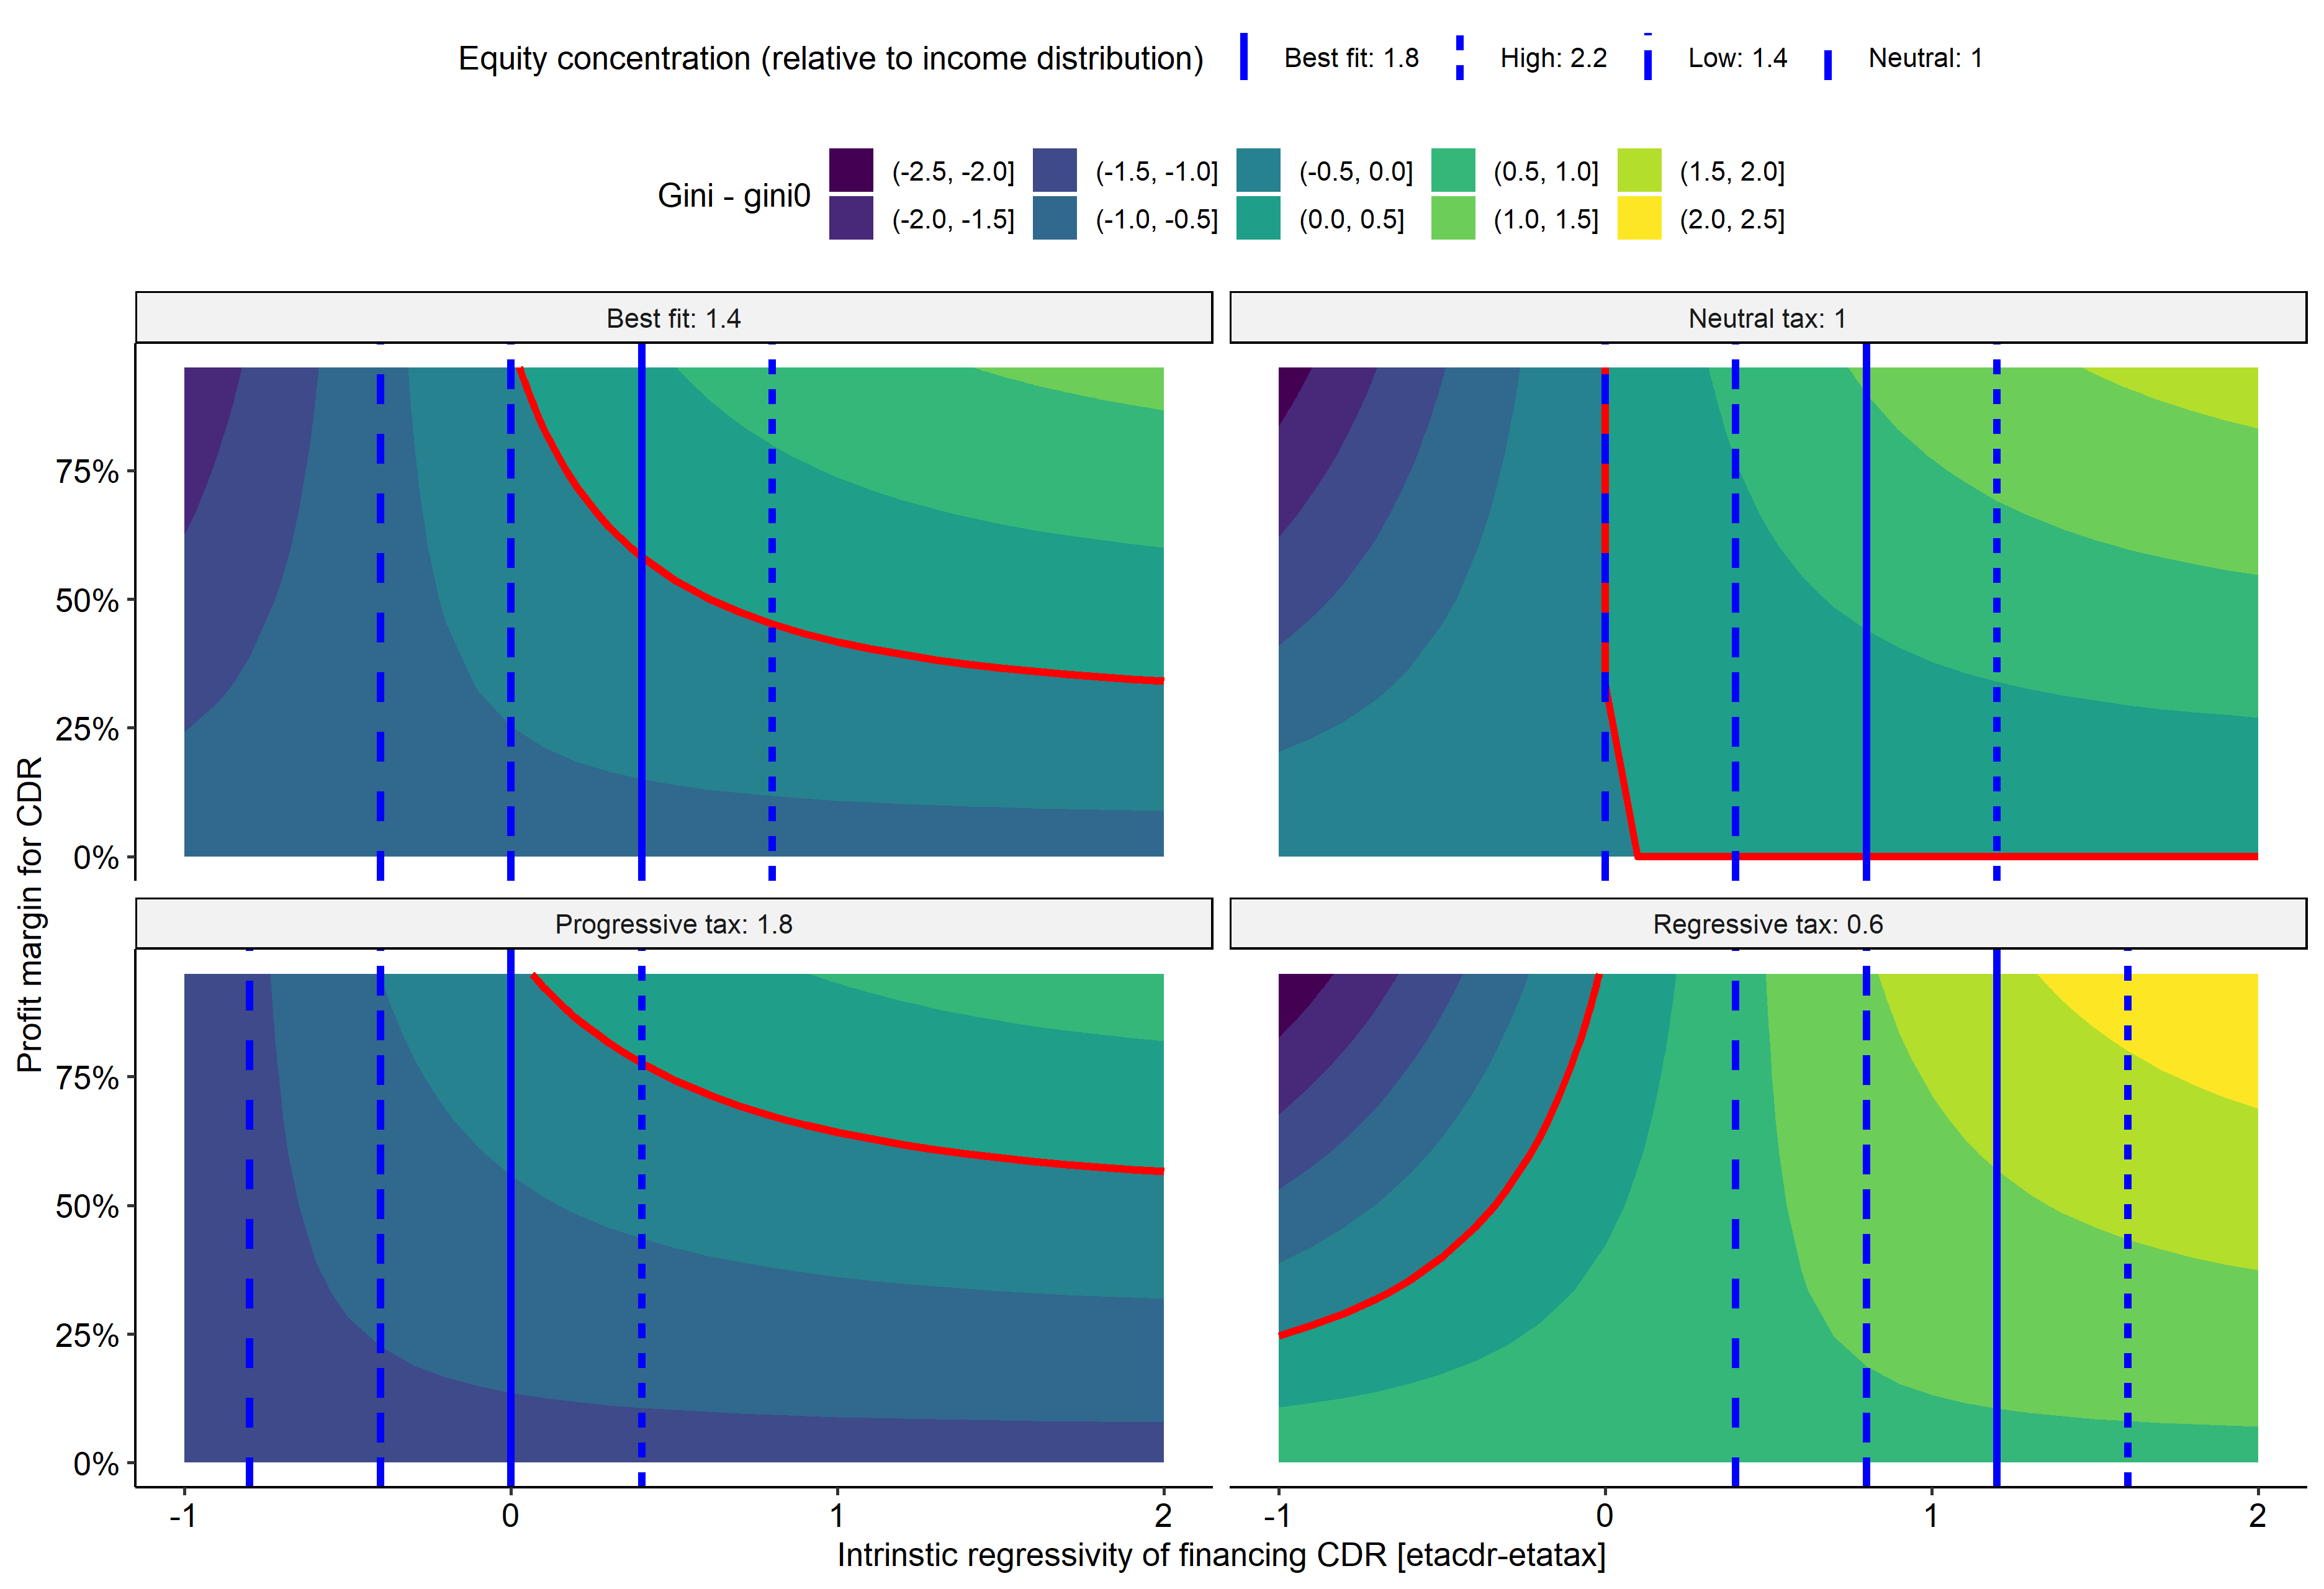 Equity concentration (relative to income distribution) Best fit: 1.8 High: 2.2 Low: 1.4 Neutral: 1
Gini - gini0
(-2.5, -2.0] (-1.5, -1.0] (-0.5, 0.0] (0.5, 1.0] (1.5, 2.0]
(-2.0, -1.5] (-1.0, -0.5] (0.0, 0.5] (1.0, 1.5] (2.0, 2.5]
Best fit: 1.4
Neutral tax: 1
75%
50%
25%
0%
Profit margin for CDR
Progressive tax: 1.8
Regressive tax: 0.6
75%
50%
25%
0%
-1 0 1 2
-1 0 1 2
Intrinstic regressivity of financing CDR [etacdr-etatax]